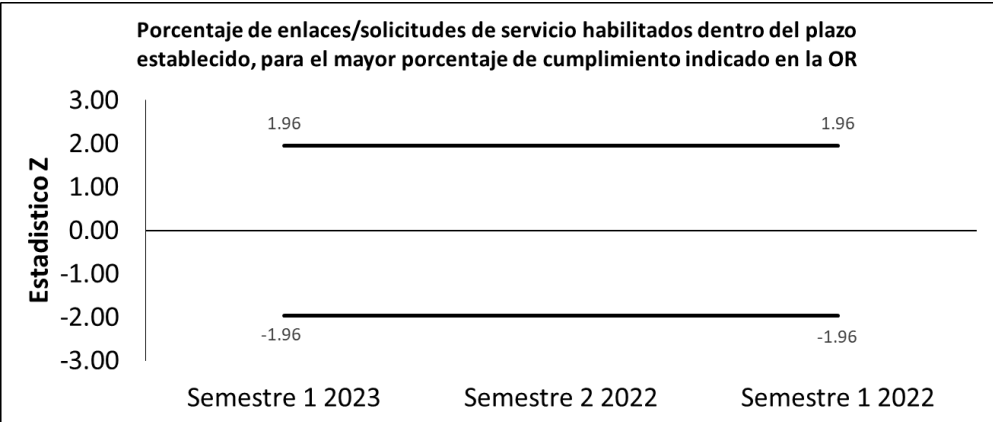 Porcentaje de enlaces/solicitudes de servicio habilitados dentro del plazo
establecido, para el mayor porcentaje de cumplimiento indicado en la OR
Estadistico Z
3.00
2.00
1.00
0.00
-1.00
-2.00
-3.00
1.96
1.96
-1.96
-1.96
Semestre 1 2023
Semestre 2 2022
Semestre 1 2022